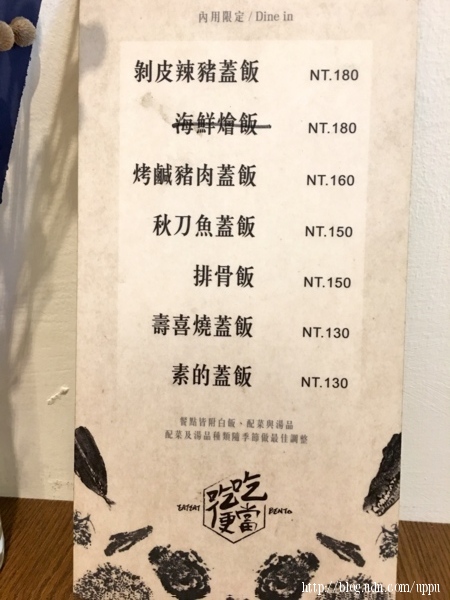 內用限定 / Dine in
剝皮辣豬蓋飯 NT.180
海鮮燴飯 NT.180
烤鹹豬肉蓋飯 NT.160
秋刀魚蓋飯 NT.150
排骨飯 NT.150
壽喜燒蓋飯 NT.130
素的蓋飯 NT.130
餐點皆附白飯、配菜與湯品
配菜及湯品種類隨季節做最佳調整
EATEAT 吃吃 BENTO
便當
http://blog.udn.com/uppu